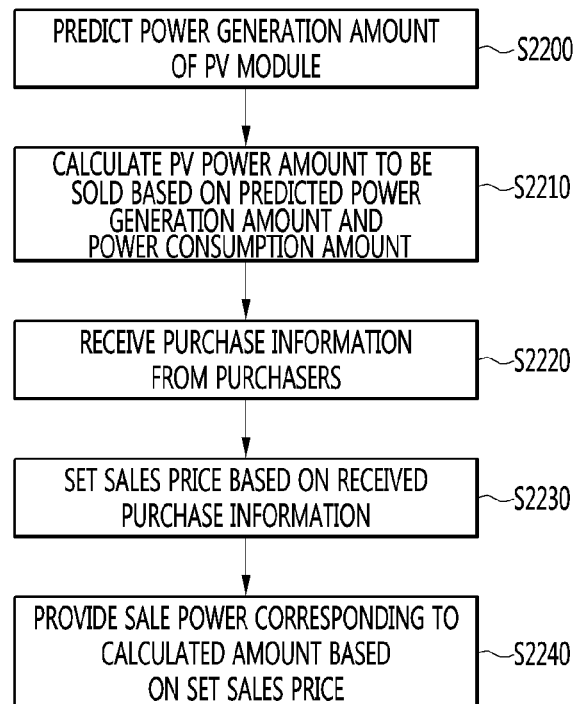 PREDICT POWER GENERATION AMOUNT
OF PV MODULE
S2200
CALCULATE PV POWER AMOUNT TO BE
SOLD BASED ON PREDICTED POWER
GENERATION AMOUNT AND
POWER CONSUMPTION AMOUNT
S2210
RECEIVE PURCHASE INFORMATION
FROM PURCHASERS
S2220
SET SALES PRICE BASED ON RECEIVED
PURCHASE INFORMATION
S2230
PROVIDE SALE POWER CORRESPONDING TO
CALCULATED AMOUNT BASED
ON SET SALES PRICE
S2240